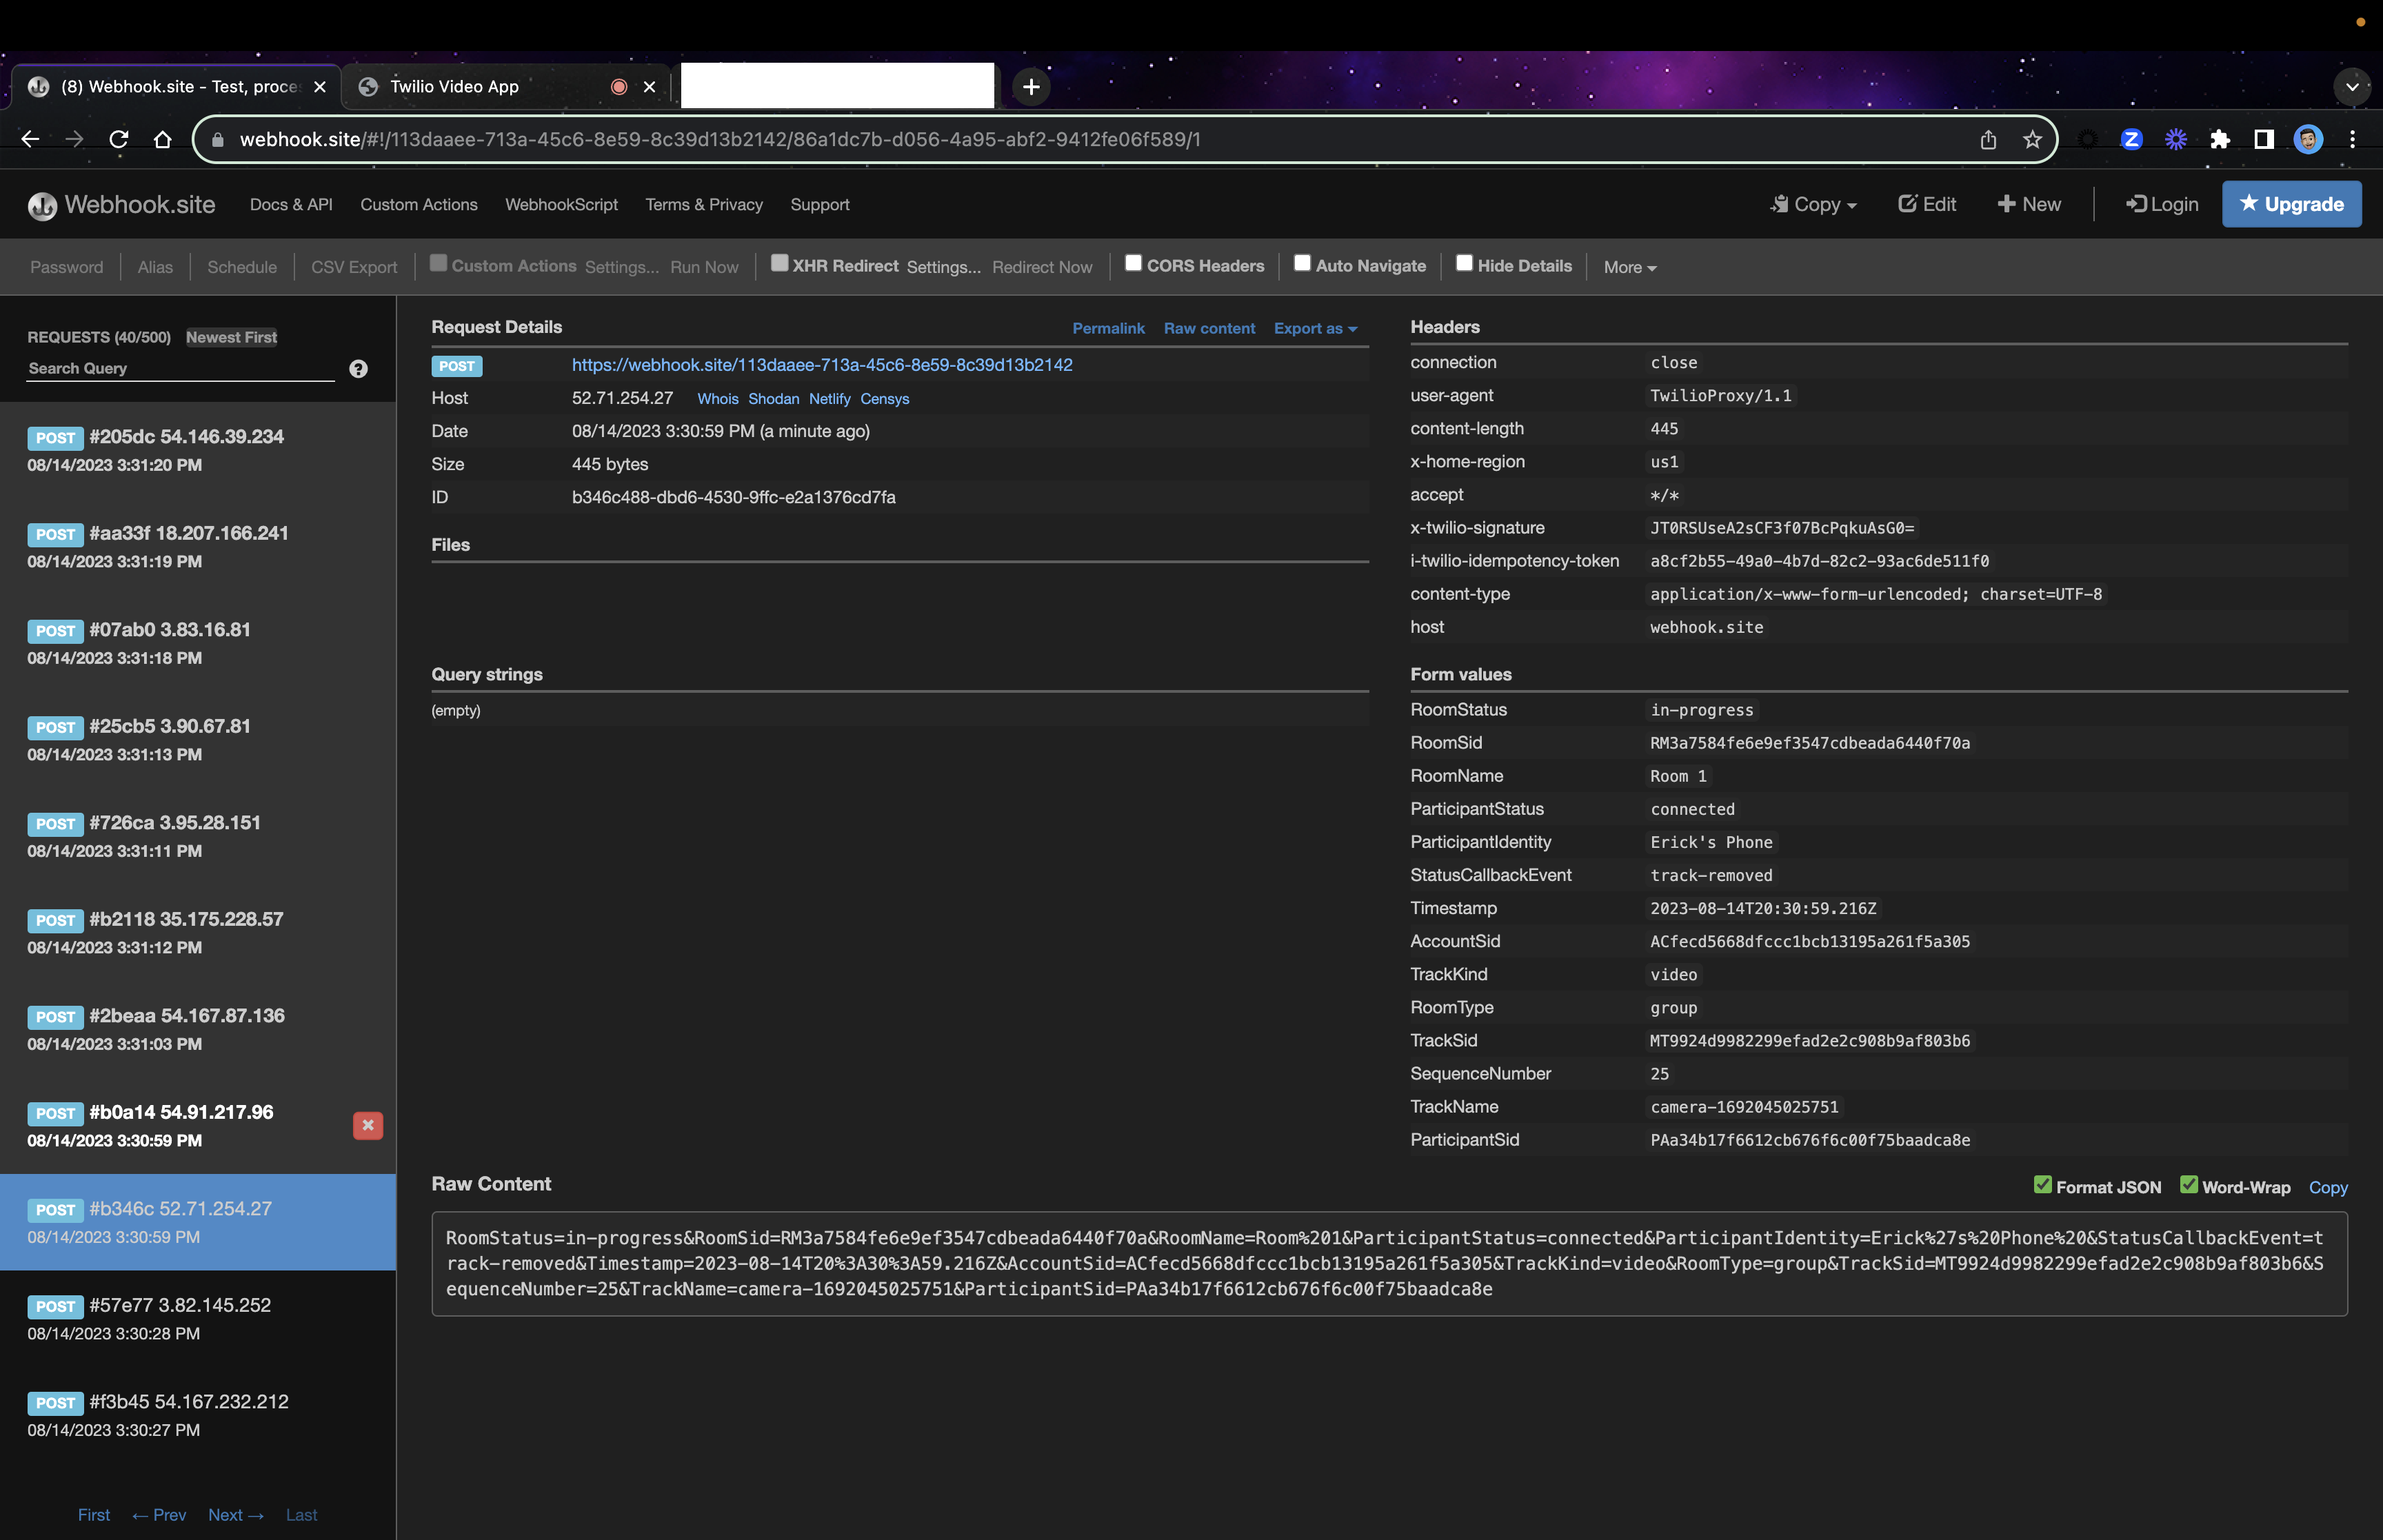 (8) Webhook.site - Test, proces
Twilio Video App
webhook.site/#!/113daaee-713a-45c6-8e59-8c39d13b2142/86a1dc7b-d056-4a95-abf2-9412fe06f589/1
Webhook.site Docs & API Custom Actions WebhookScript Terms & Privacy Support Copy Edit New Login Upgrade
Password Alias Schedule CSV Export Custom Actions Settings... Run Now XHR Redirect Settings... Redirect Now CORS Headers Auto Navigate Hide Details More
REQUESTS (40/500) Newest First
Search Query
POST #205dc 54.146.39.234
08/14/2023 3:31:20 PM
POST #aa33f 18.207.166.241
08/14/2023 3:31:19 PM
POST #07ab0 3.83.16.81
08/14/2023 3:31:18 PM
POST #25cb5 3.90.67.81
08/14/2023 3:31:13 PM
POST #726ca 3.95.28.151
08/14/2023 3:31:11 PM
POST #b2118 35.175.228.57
08/14/2023 3:31:12 PM
POST #2beaa 54.167.87.136
08/14/2023 3:31:03 PM
POST #b0a14 54.91.217.96
08/14/2023 3:30:59 PM
POST #b346c 52.71.254.27
08/14/2023 3:30:59 PM
POST #57e77 3.82.145.252
08/14/2023 3:30:28 PM
POST #f3b45 54.167.232.212
08/14/2023 3:30:27 PM
First ← Prev Next → Last
Request Details Permalink Raw content Export as
POST https://webhook.site/113daaee-713a-45c6-8e59-8c39d13b2142
Host 52.71.254.27 Whois Shodan Netlify Censys
Date 08/14/2023 3:30:59 PM (a minute ago)
Size 445 bytes
ID b346c488-dbd6-4530-9ffc-e2a1376cd7fa
Files
Query strings
(empty)
Headers
connection close
user-agent TwilioProxy/1.1
content-length 445
x-home-region us1
accept */*
x-twilio-signature JT0RSUseA2sCF3f07BcPqkuAsG0=
i-twilio-idempotency-token a8cf2b55-49a0-4b7d-82c2-93ac6de511f0
content-type application/x-www-form-urlencoded; charset=UTF-8
host webhook.site
Form values
RoomStatus in-progress
RoomSid RM3a7584fe6e9ef3547cdbeada6440f70a
RoomName Room 1
ParticipantStatus connected
ParticipantIdentity Erick's Phone
StatusCallbackEvent track-removed
Timestamp 2023-08-14T20:30:59.216Z
AccountSid ACfecd5668dfccc1bcb13195a261f5a305
TrackKind video
RoomType group
TrackSid MT9924d9982299efad2e2c908b9af803b6
SequenceNumber 25
TrackName camera-1692045025751
ParticipantSid PAa34b17f6612cb676f6c00f75baadca8e
Raw Content Format JSON Word-Wrap Copy
RoomStatus=in-progress&RoomSid=RM3a7584fe6e9ef3547cdbeada6440f70a&RoomName=Room%201&ParticipantStatus=connected&ParticipantIdentity=Erick%27s%20Phone%20&StatusCallbackEvent=t
rack-removed&Timestamp=2023-08-14T20%3A30%3A59.216Z&AccountSid=ACfecd5668dfccc1bcb13195a261f5a305&TrackKind=video&RoomType=group&TrackSid=MT9924d9982299efad2e2c908b9af803b6&S
equenceNumber=25&TrackName=camera-1692045025751&ParticipantSid=PAa34b17f6612cb676f6c00f75baadca8e